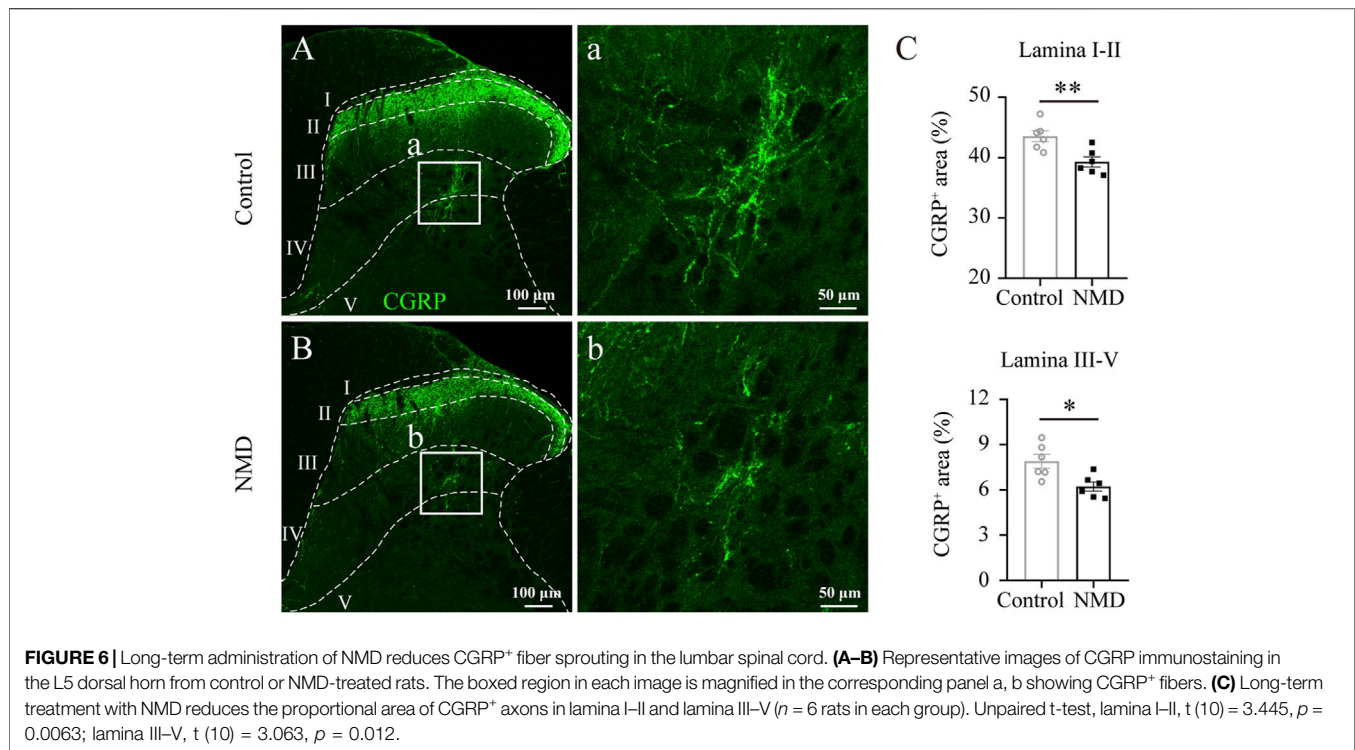 Control
A
I
II
III
IV
V
a
CGRP
100 µm
a
50 µm
NMD
B
I
II
III
IV
V
b
100 µm
b
50 µm
C
Lamina I-II
**
50
40
30
20
CGRP⁺ area (%)
Control NMD
Lamina III-V
*
12
9
6
3
0
CGRP⁺ area (%)
Control NMD
FIGURE 6 | Long-term administration of NMD reduces CGRP⁺ fiber sprouting in the lumbar spinal cord. (A–B) Representative images of CGRP immunostaining in
the L5 dorsal horn from control or NMD-treated rats. The boxed region in each image is magnified in the corresponding panel a, b showing CGRP⁺ fibers. (C) Long-term
treatment with NMD reduces the proportional area of CGRP⁺ axons in lamina I–II and lamina III–V (n = 6 rats in each group). Unpaired t-test, lamina I–II, t (10) = 3.445, p =
0.0063; lamina III–V, t (10) = 3.063, p = 0.012.